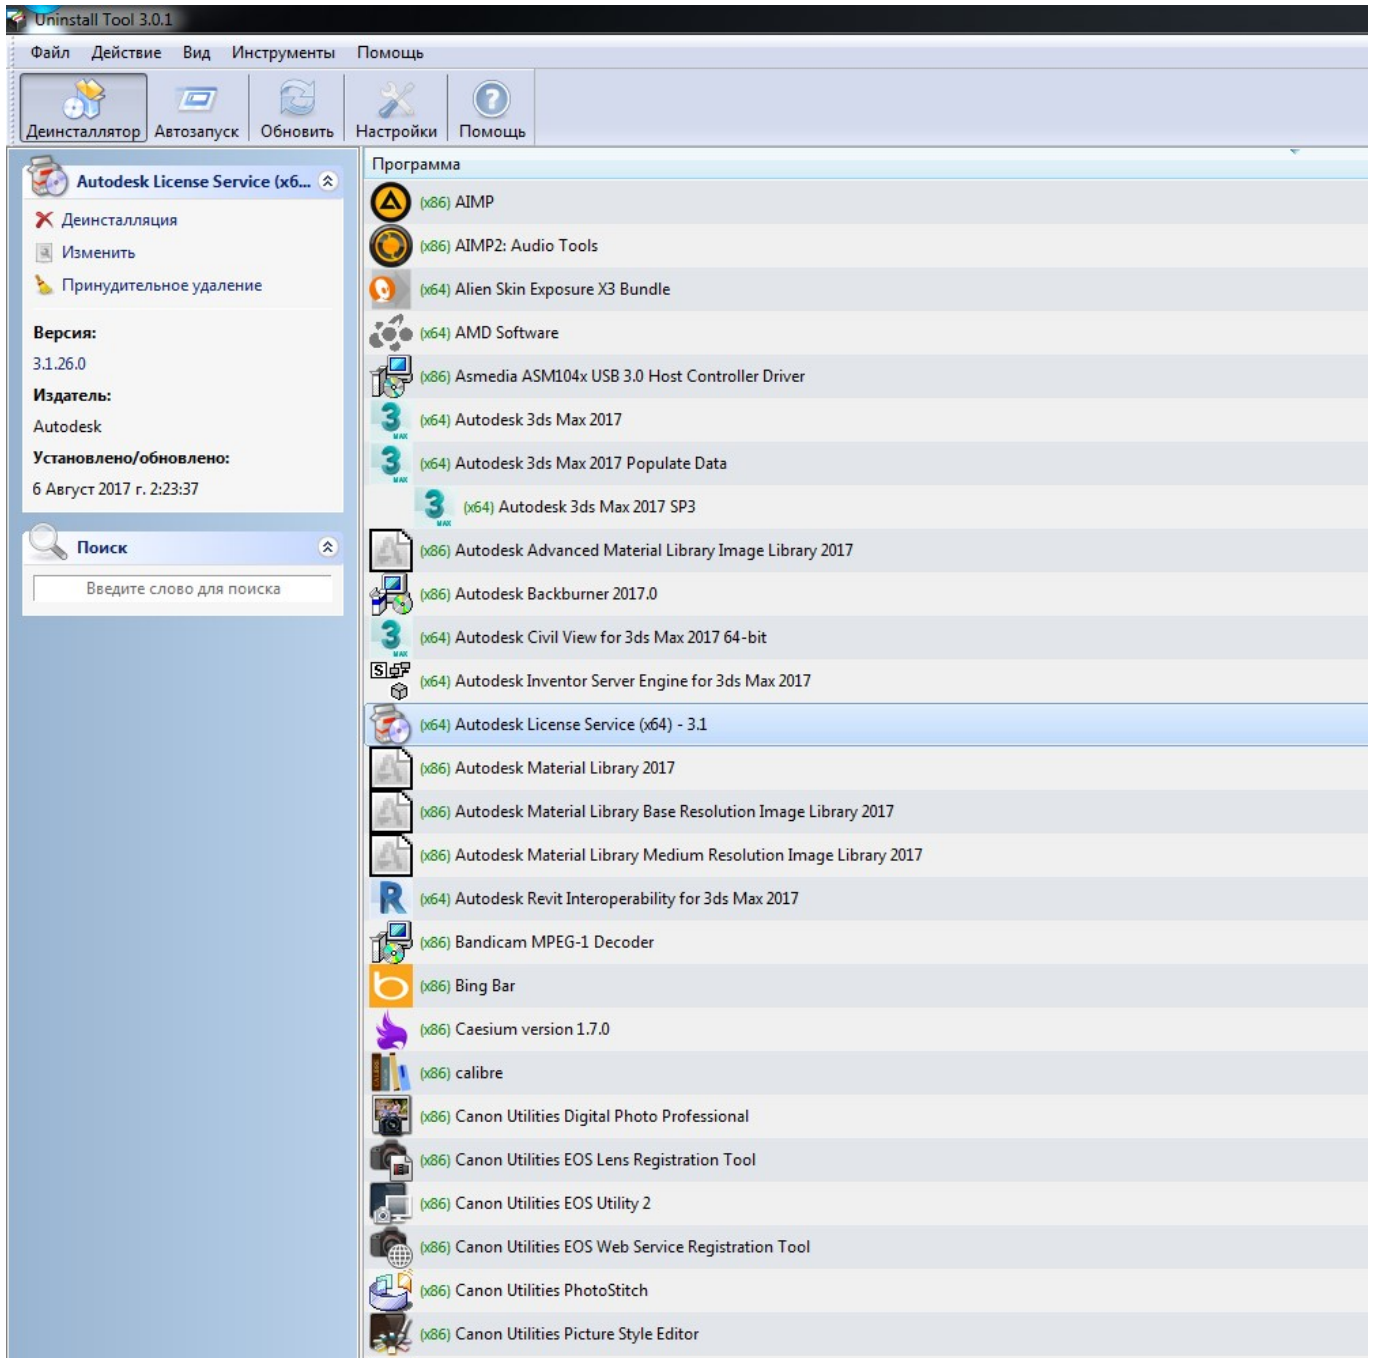 Uninstall Tool 3.0.1
Файл Действие Вид Инструменты Помощь
Деинсталлятор Автозапуск Обновить Настройки Помощь
Autodesk License Service (x6...
Деинсталляция
Изменить
Принудительное удаление
Версия:
3.1.26.0
Издатель:
Autodesk
Установлено/обновлено:
6 Август 2017 г. 2:23:37
Поиск
Введите слово для поиска
Программа
(x86) AIMP
(x86) AIMP2: Audio Tools
(x64) Alien Skin Exposure X3 Bundle
(x64) AMD Software
(x86) Asmedia ASM104x USB 3.0 Host Controller Driver
(x64) Autodesk 3ds Max 2017
(x64) Autodesk 3ds Max 2017 Populate Data
(x64) Autodesk 3ds Max 2017 SP3
(x86) Autodesk Advanced Material Library Image Library 2017
(x86) Autodesk Backburner 2017.0
(x64) Autodesk Civil View for 3ds Max 2017 64-bit
(x64) Autodesk Inventor Server Engine for 3ds Max 2017
(x64) Autodesk License Service (x64) - 3.1
(x86) Autodesk Material Library 2017
(x86) Autodesk Material Library Base Resolution Image Library 2017
(x86) Autodesk Material Library Medium Resolution Image Library 2017
(x64) Autodesk Revit Interoperability for 3ds Max 2017
(x86) Bandicam MPEG-1 Decoder
(x86) Bing Bar
(x86) Caesium version 1.7.0
(x86) calibre
(x86) Canon Utilities Digital Photo Professional
(x86) Canon Utilities EOS Lens Registration Tool
(x86) Canon Utilities EOS Utility 2
(x86) Canon Utilities EOS Web Service Registration Tool
(x86) Canon Utilities PhotoStitch
(x86) Canon Utilities Picture Style Editor